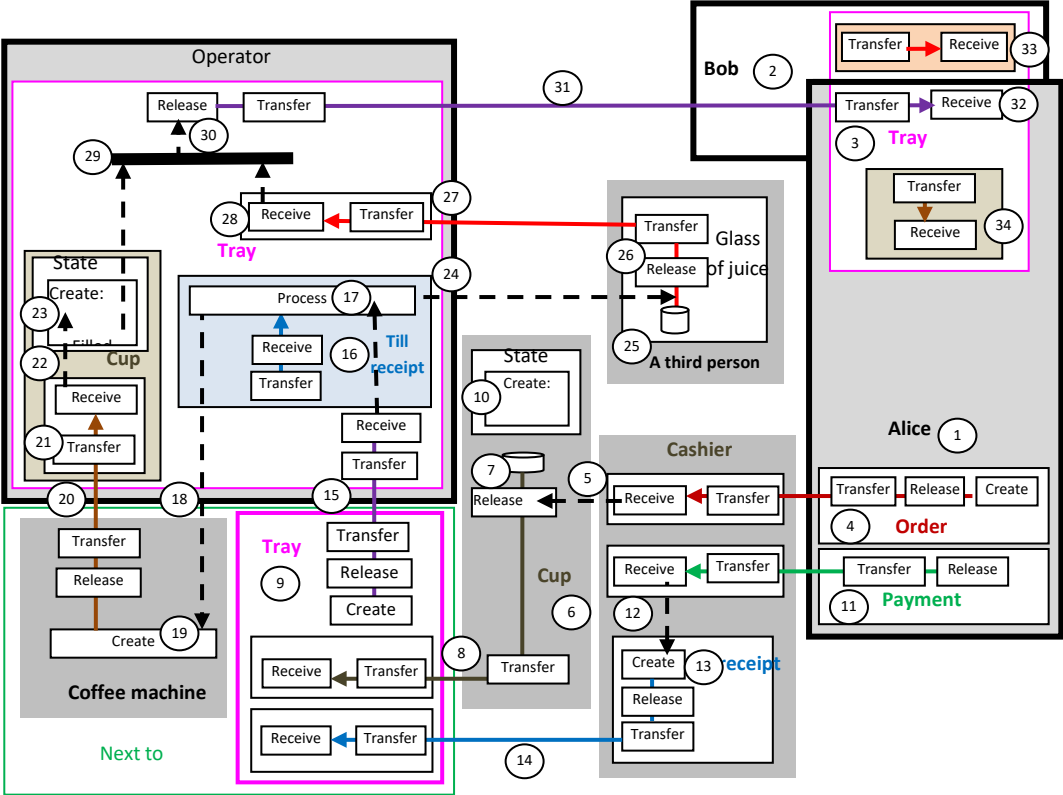 Operator
Release
Transfer
30
29
31
Bob
2
Transfer
Receive
33
Transfer
Receive
32
3
Tray
Transfer
Receive
34
27
28
Receive
Transfer
Tray
24
State
Create:
23
22
Cup
Receive
21
Transfer
Process
17
Receive
16
Till
receipt
Transfer
Receive
Transfer
Transfer
26
Glass
of juice
Release
25
A third person
State
Create:
10
7
Release
5
Cup
6
Transfer
8
Cashier
Receive
Transfer
Receive
Transfer
12
Create
13
receipt
Release
Transfer
14
Alice
1
Transfer
Release
Create
4
Order
Transfer
Release
11
Payment
20
18
15
Transfer
Release
Create
19
Coffee machine
Next to
Tray
9
Transfer
Release
Create
Receive
Transfer
Receive
Transfer